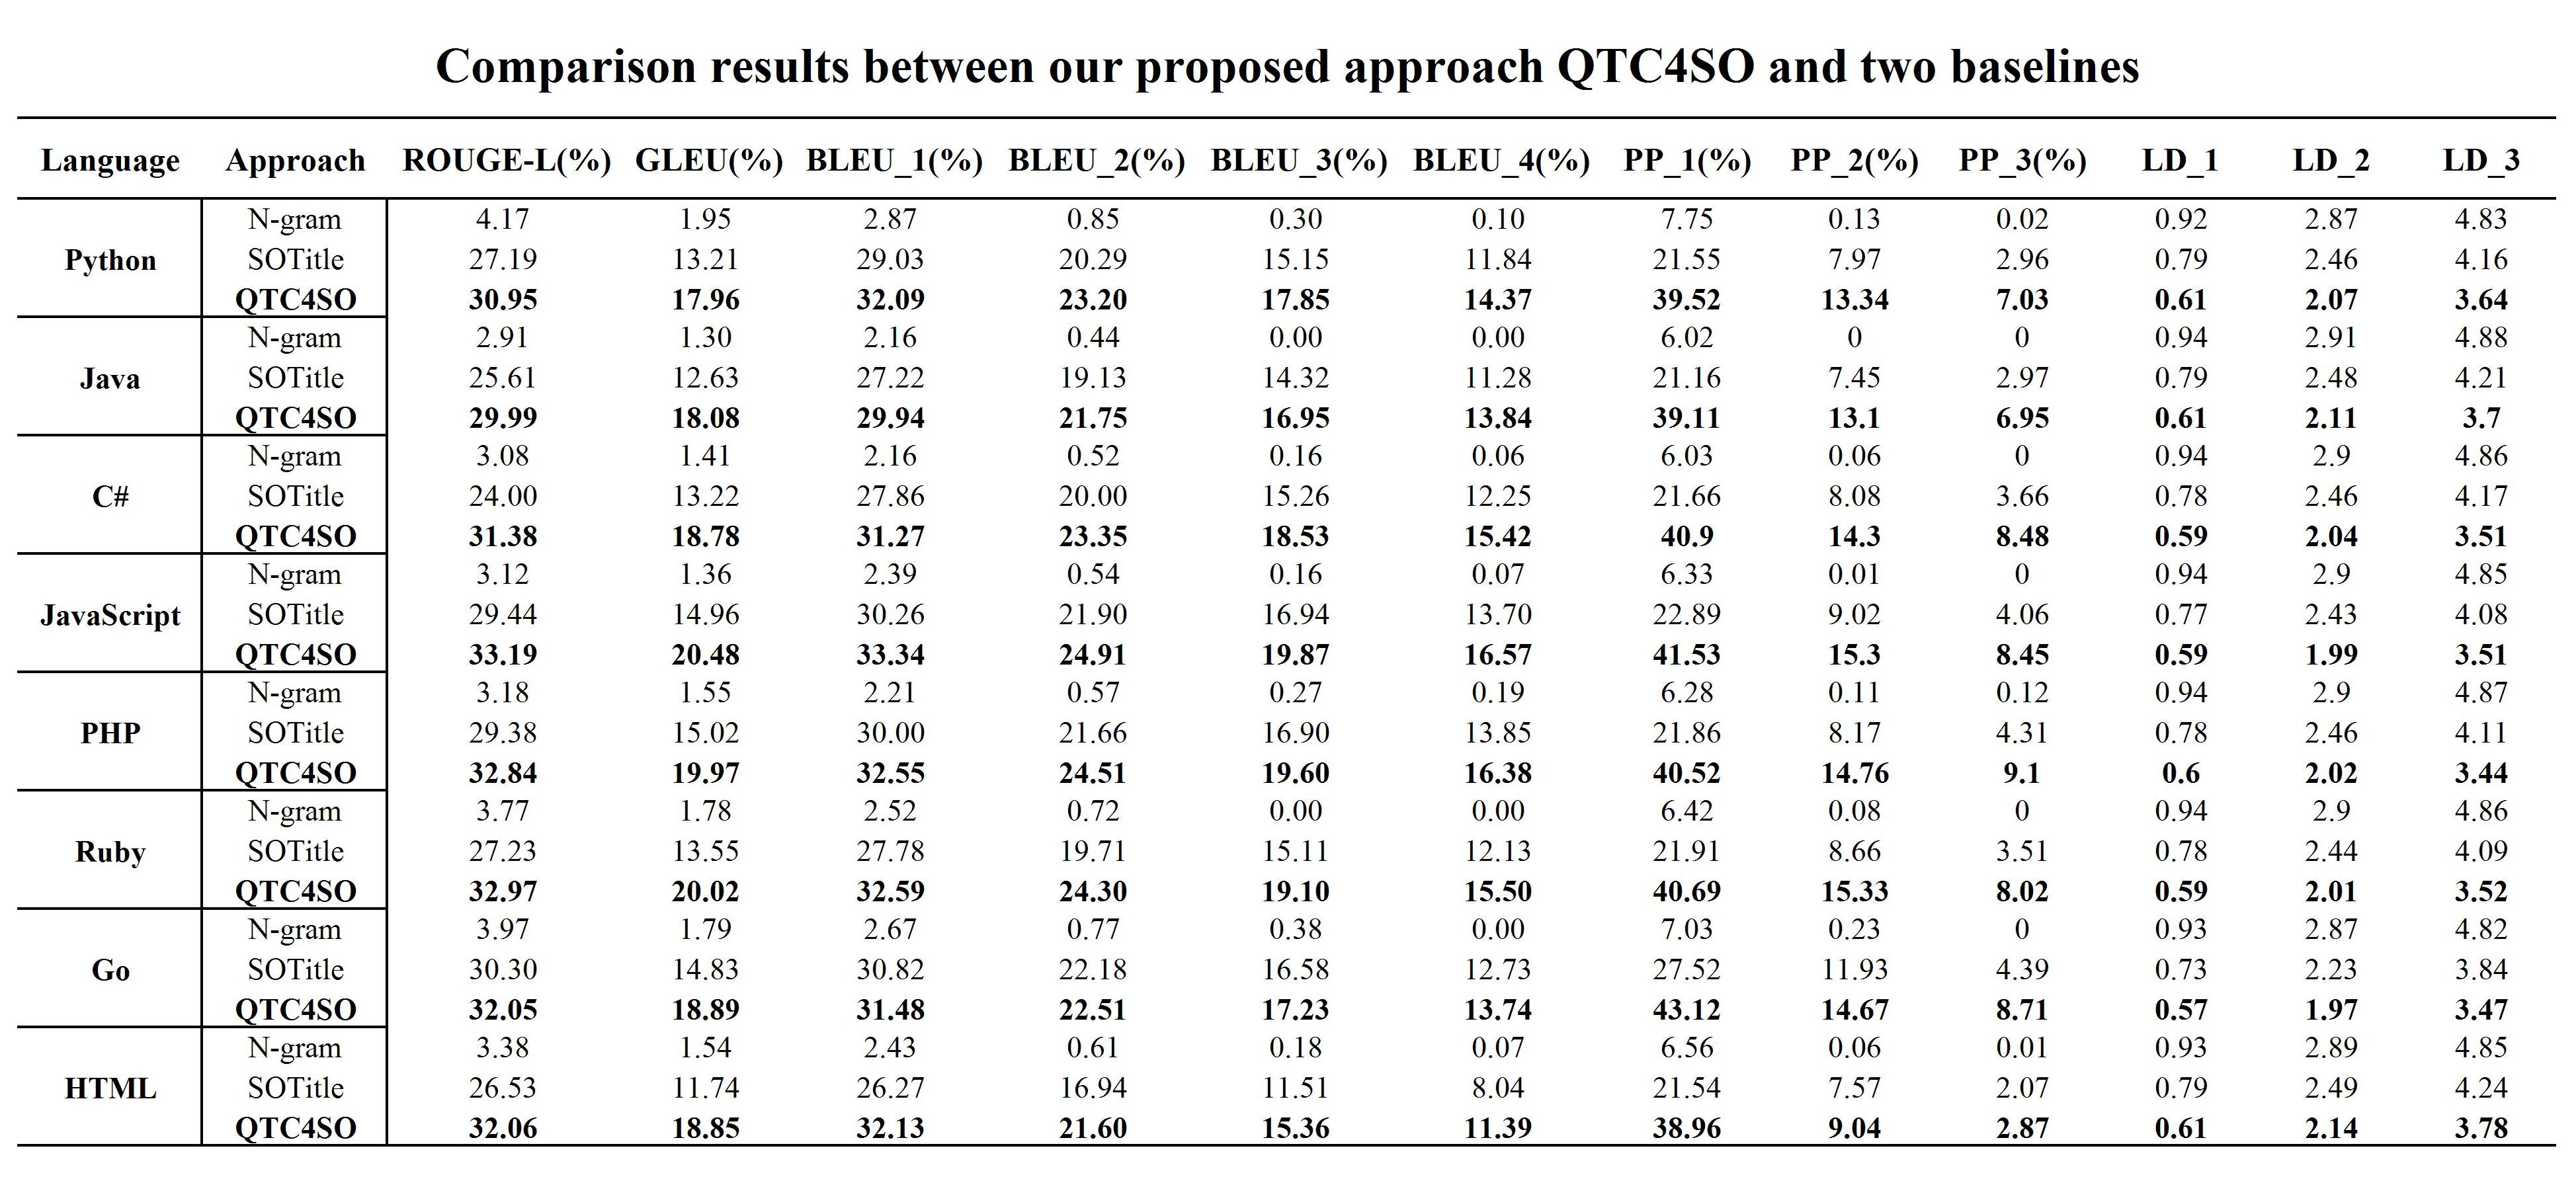 Comparison results between our proposed approach QTC4SO and two baselines
Language Approach ROUGE-L(%) GLEU(%) BLEU_1(%) BLEU_2(%) BLEU_3(%) BLEU_4(%) PP_1(%) PP_2(%) PP_3(%) LD_1 LD_2 LD_3
N-gram 4.17 1.95 2.87 0.85 0.30 0.10 7.75 0.13 0.02 0.92 2.87 4.83
Python SOTitle 27.19 13.21 29.03 20.29 15.15 11.84 21.55 7.97 2.96 0.79 2.46 4.16
QTC4SO 30.95 17.96 32.09 23.20 17.85 14.37 39.52 13.34 7.03 0.61 2.07 3.64
N-gram 2.91 1.30 2.16 0.44 0.00 0.00 6.02 0 0 0.94 2.91 4.88
Java SOTitle 25.61 12.63 27.22 19.13 14.32 11.28 21.16 7.45 2.97 0.79 2.48 4.21
QTC4SO 29.99 18.08 29.94 21.75 16.95 13.84 39.11 13.1 6.95 0.61 2.11 3.7
N-gram 3.08 1.41 2.16 0.52 0.16 0.06 6.03 0.06 0 0.94 2.9 4.86
C# SOTitle 24.00 13.22 27.86 20.00 15.26 12.25 21.66 8.08 3.66 0.78 2.46 4.17
QTC4SO 31.38 18.78 31.27 23.35 18.53 15.42 40.9 14.3 8.48 0.59 2.04 3.51
N-gram 3.12 1.36 2.39 0.54 0.16 0.07 6.33 0.01 0 0.94 2.9 4.85
JavaScript SOTitle 29.44 14.96 30.26 21.90 16.94 13.70 22.89 9.02 4.06 0.77 2.43 4.08
QTC4SO 33.19 20.48 33.34 24.91 19.87 16.57 41.53 15.3 8.45 0.59 1.99 3.51
N-gram 3.18 1.55 2.21 0.57 0.27 0.19 6.28 0.11 0.12 0.94 2.9 4.87
PHP SOTitle 29.38 15.02 30.00 21.66 16.90 13.85 21.86 8.17 4.31 0.78 2.46 4.11
QTC4SO 32.84 19.97 32.55 24.51 19.60 16.38 40.52 14.76 9.1 0.6 2.02 3.44
N-gram 3.77 1.78 2.52 0.72 0.00 0.00 6.42 0.08 0 0.94 2.9 4.86
Ruby SOTitle 27.23 13.55 27.78 19.71 15.11 12.13 21.91 8.66 3.51 0.78 2.44 4.09
QTC4SO 32.97 20.02 32.59 24.30 19.10 15.50 40.69 15.33 8.02 0.59 2.01 3.52
N-gram 3.97 1.79 2.67 0.77 0.38 0.00 7.03 0.23 0 0.93 2.87 4.82
Go SOTitle 30.30 14.83 30.82 22.18 16.58 12.73 27.52 11.93 4.39 0.73 2.23 3.84
QTC4SO 32.05 18.89 31.48 22.51 17.23 13.74 43.12 14.67 8.71 0.57 1.97 3.47
N-gram 3.38 1.54 2.43 0.61 0.18 0.07 6.56 0.06 0.01 0.93 2.89 4.85
HTML SOTitle 26.53 11.74 26.27 16.94 11.51 8.04 21.54 7.57 2.07 0.79 2.49 4.24
QTC4SO 32.06 18.85 32.13 21.60 15.36 11.39 38.96 9.04 2.87 0.61 2.14 3.78